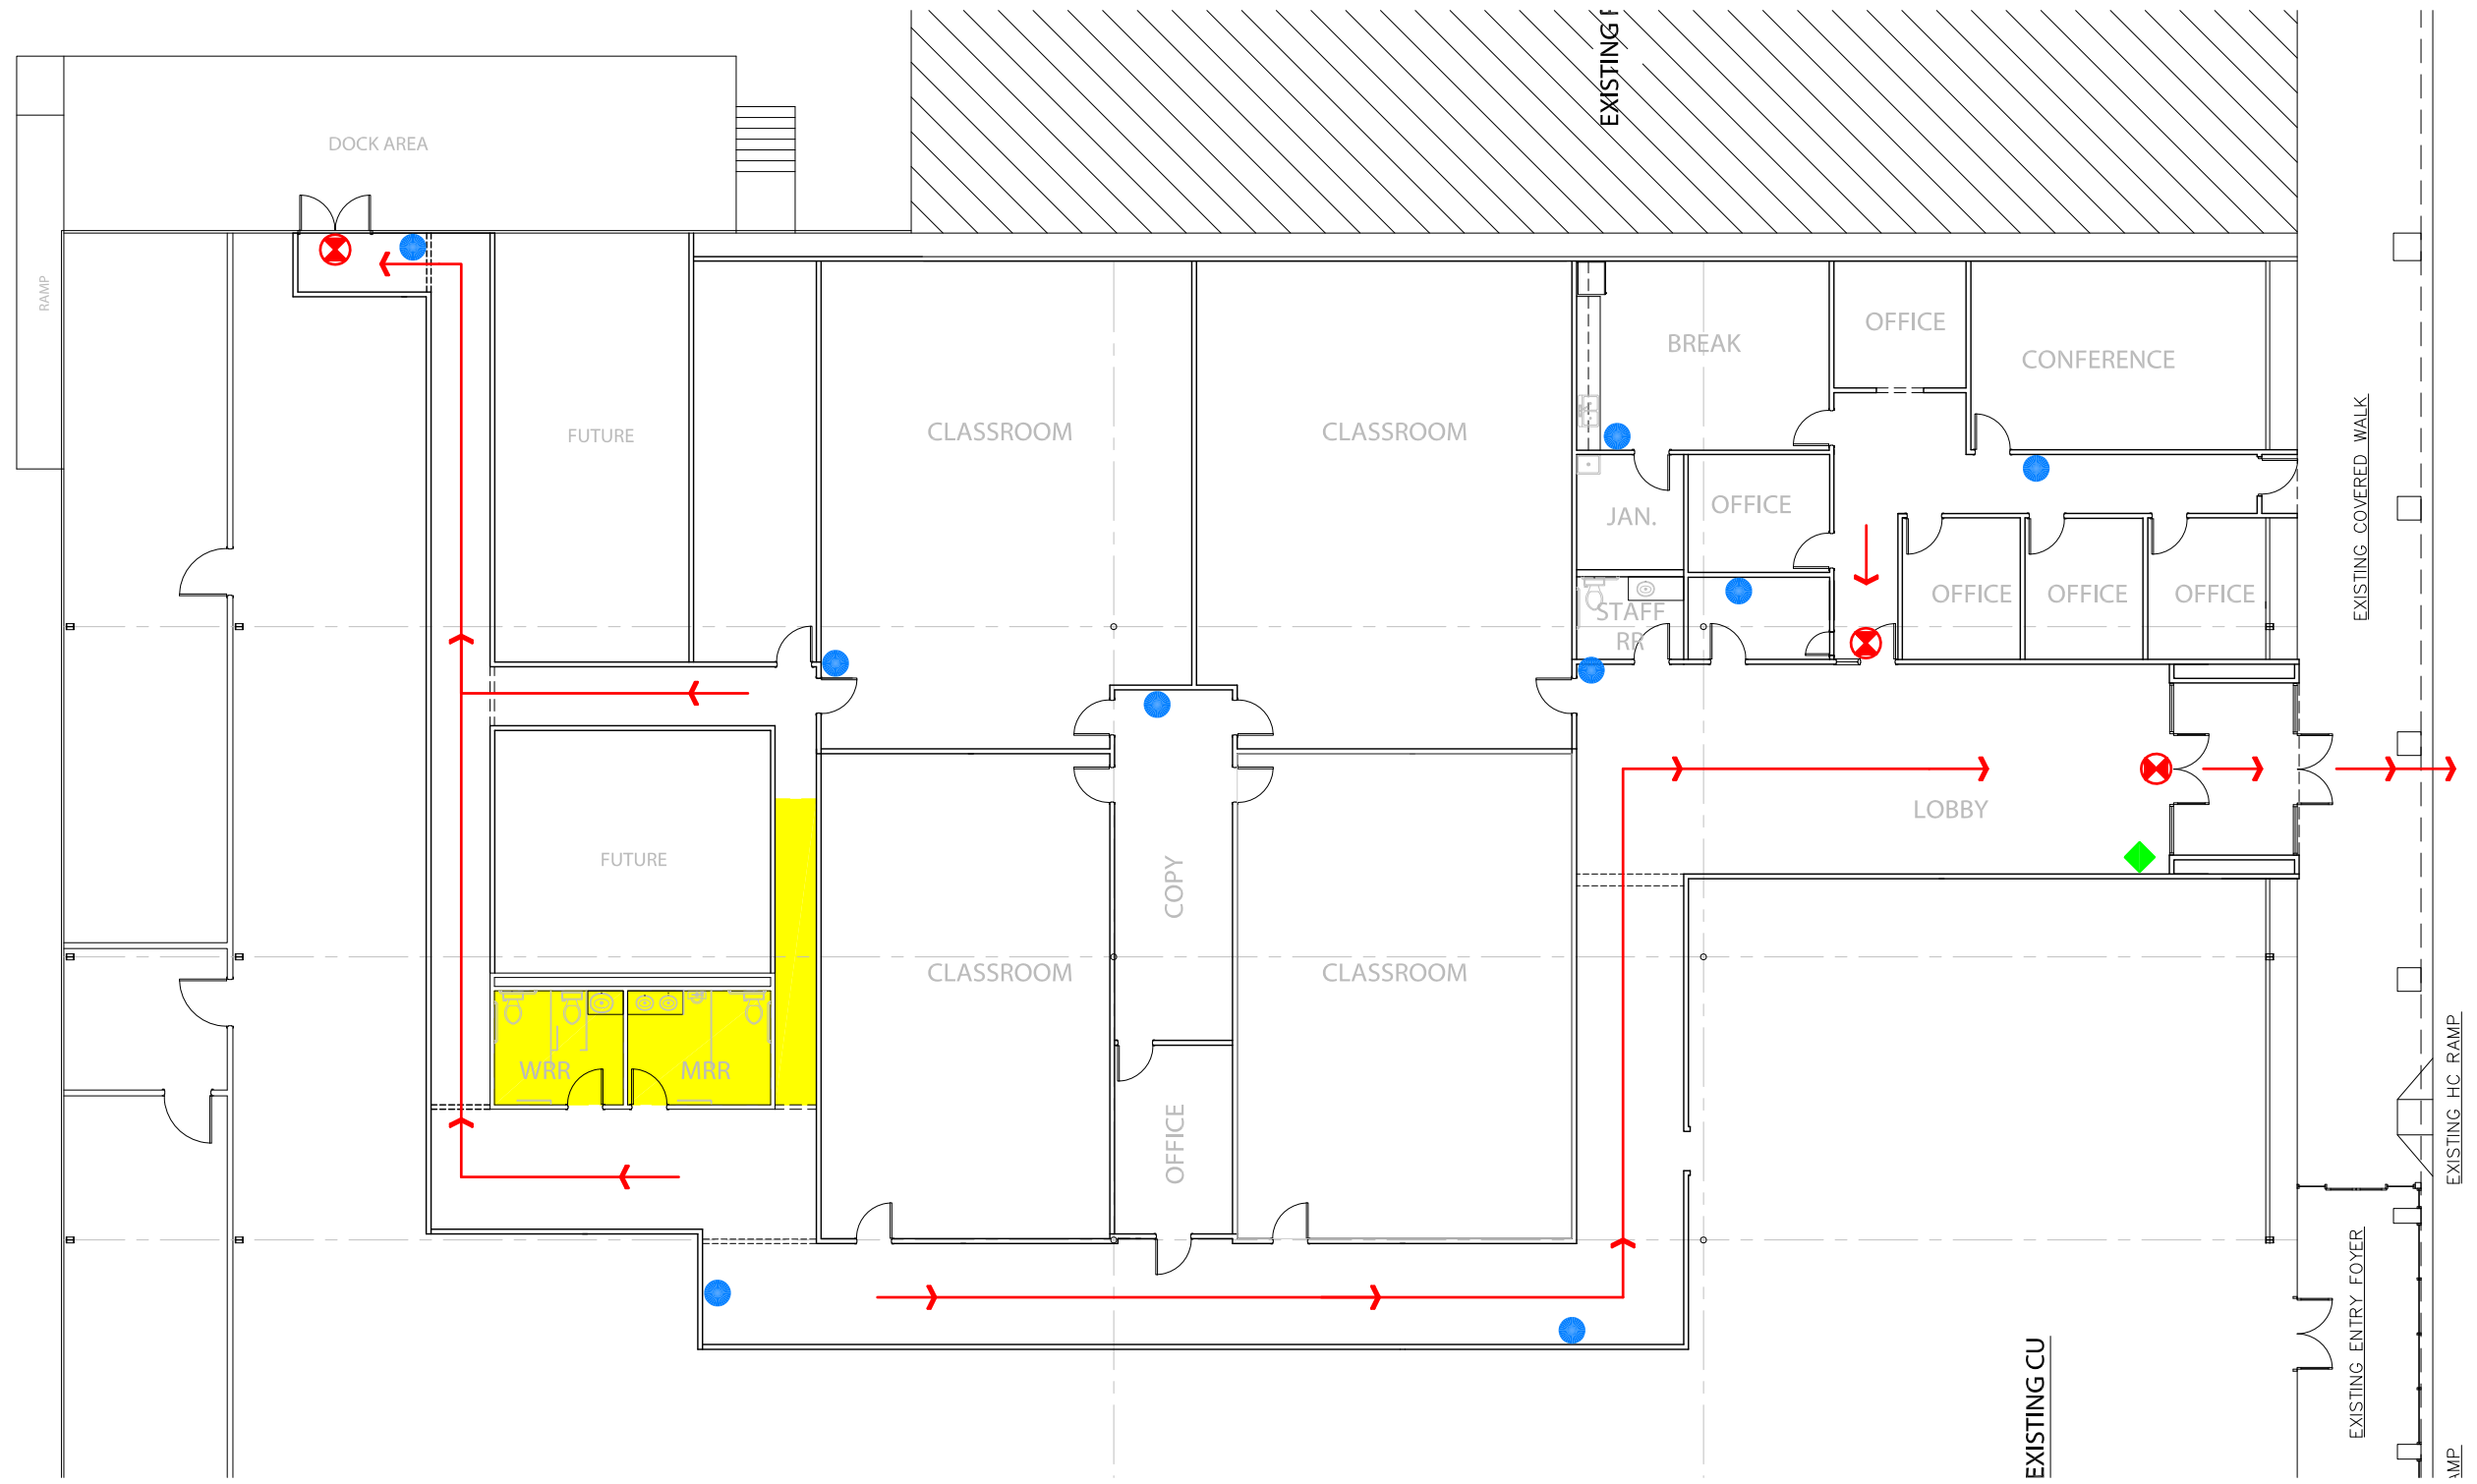 EXISTING
DOCK AREA
RAMP
OFFICE
BREAK
CONFERENCE
FUTURE
CLASSROOM
CLASSROOM
EXISTING COVERED WALK
JAN.
OFFICE
OFFICE
OFFICE
OFFICE
STAFF
RR
LOBBY
FUTURE
COPY
CLASSROOM
CLASSROOM
WRR
MRR
OFFICE
EXISTING HC RAMP
EXISTING ENTRY FOYER
EXISTING CU